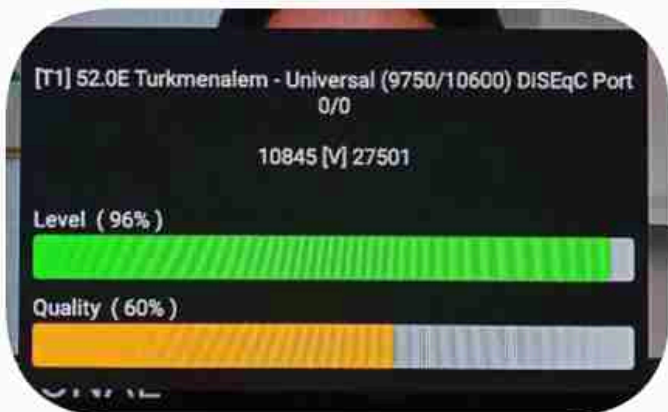 [T1] 52.0E Turkmenalem - Universal (9750/10600) DiSEqC Port
0/0
10845 [V] 27501
Level ( 96% )
Quality ( 60% )